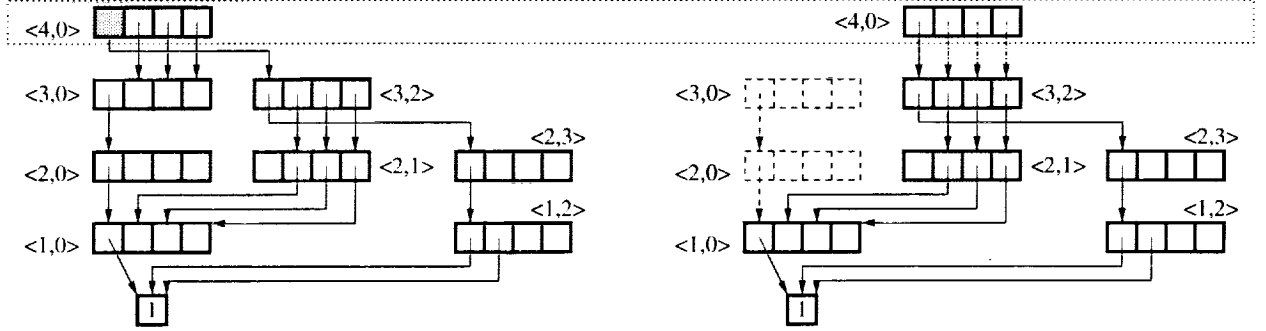 <4,0> <4,0>
<3,0> <3,2> <3,0> <3,2>
<2,3> <2,3>
<2,0> <2,1> <2,0> <2,1>
<1,2> <1,2>
<1,0> <1,0>
1 1